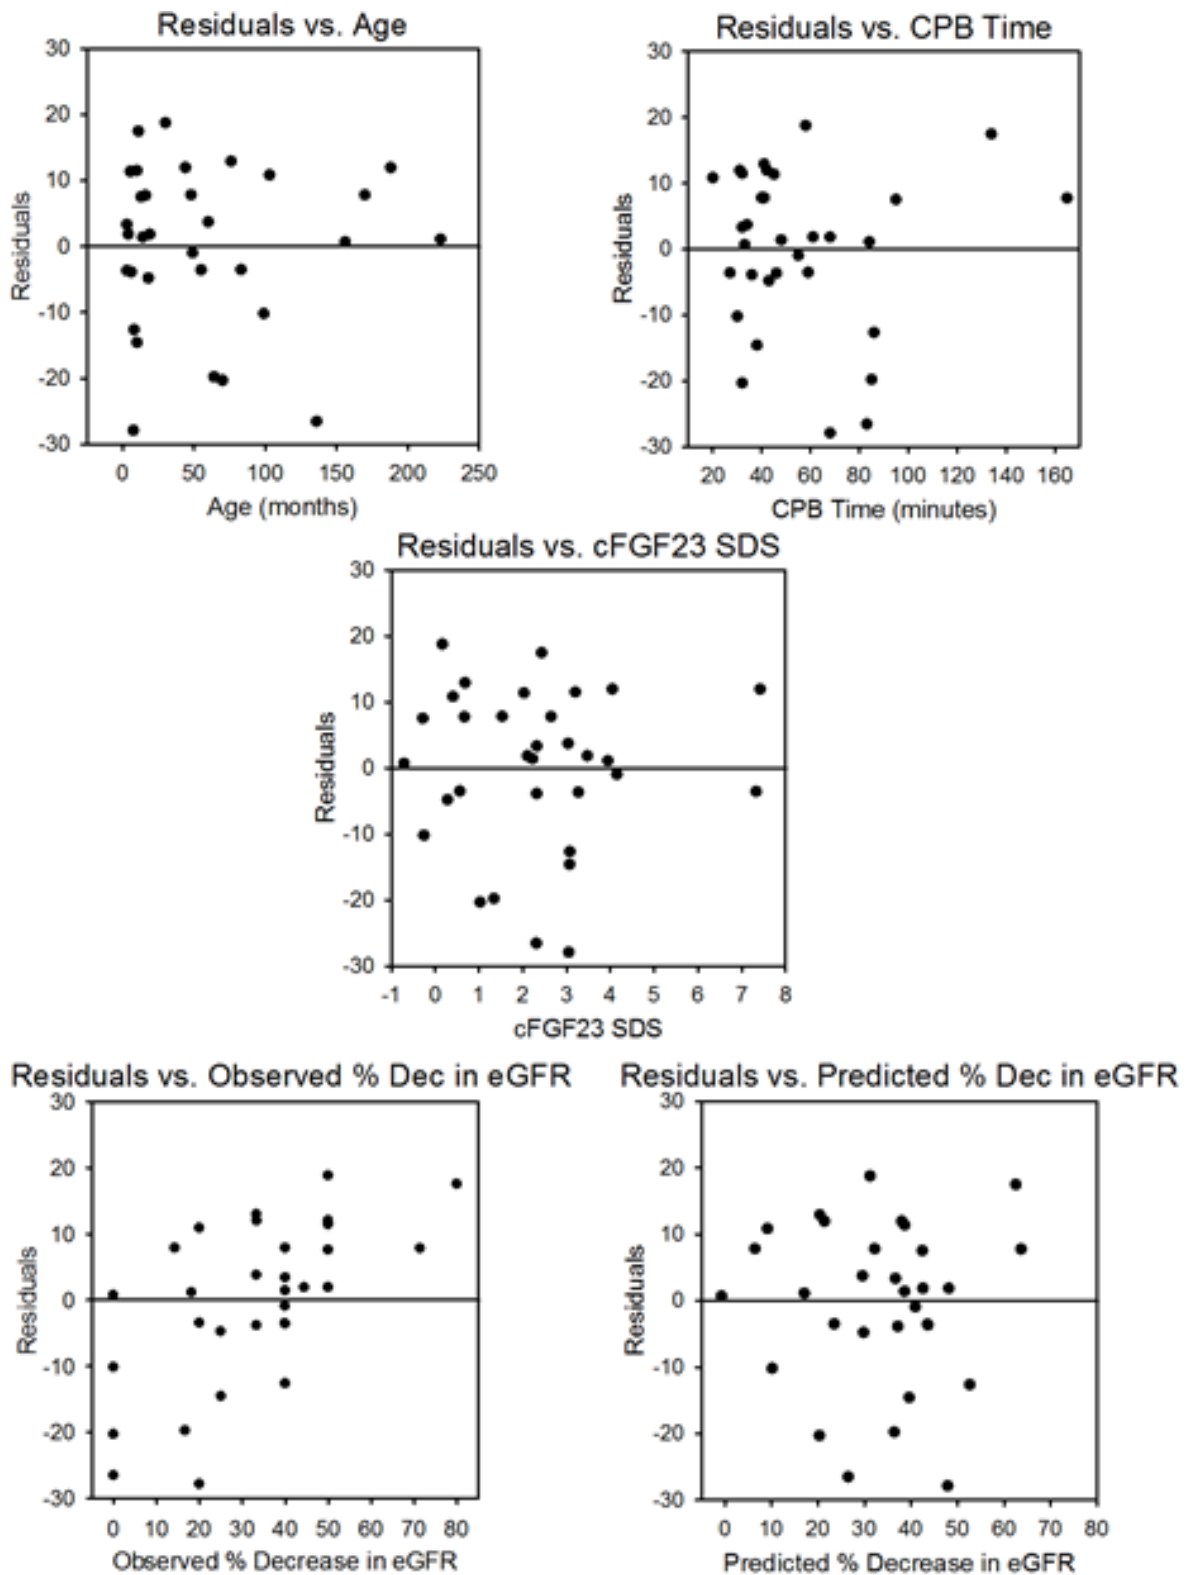 Residuals vs. Age
30
20
10
0
-10
-20
-30
Residuals
0 50 100 150 200 250
Age (months)
Residuals vs. CPB Time
30
20
10
0
-10
-20
-30
Residuals
20 40 60 80 100 120 140 160
CPB Time (minutes)
Residuals vs. cFGF23 SDS
30
20
10
0
-10
-20
-30
Residuals
-1 0 1 2 3 4 5 6 7 8
cFGF23 SDS
Residuals vs. Observed % Dec in eGFR
30
20
10
0
-10
-20
-30
Residuals
0 10 20 30 40 50 60 70 80
Observed % Decrease in eGFR
Residuals vs. Predicted % Dec in eGFR
30
20
10
0
-10
-20
-30
Residuals
0 10 20 30 40 50 60 70 80
Predicted % Decrease in eGFR